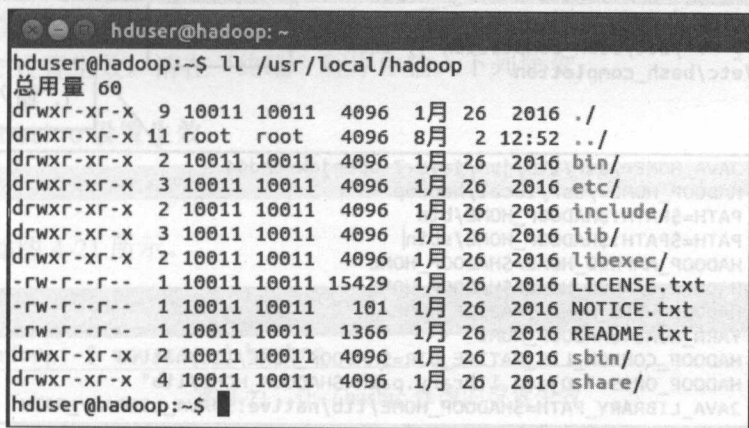 hduser@hadoop: ~
hduser@hadoop:~$ ll /usr/local/hadoop
总用量 60
drwxr-xr-x 9 10011 10011 4096 1月 26 2016 ./
drwxr-xr-x 11 root root 4096 8月 2 12:52 ../
drwxr-xr-x 2 10011 10011 4096 1月 26 2016 bin/
drwxr-xr-x 3 10011 10011 4096 1月 26 2016 etc/
drwxr-xr-x 2 10011 10011 4096 1月 26 2016 include/
drwxr-xr-x 3 10011 10011 4096 1月 26 2016 lib/
drwxr-xr-x 2 10011 10011 4096 1月 26 2016 libexec/
-rw-r--r-- 1 10011 10011 15429 1月 26 2016 LICENSE.txt
-rw-r--r-- 1 10011 10011 101 1月 26 2016 NOTICE.txt
-rw-r--r-- 1 10011 10011 1366 1月 26 2016 README.txt
drwxr-xr-x 2 10011 10011 4096 1月 26 2016 sbin/
drwxr-xr-x 4 10011 10011 4096 1月 26 2016 share/
hduser@hadoop:~$